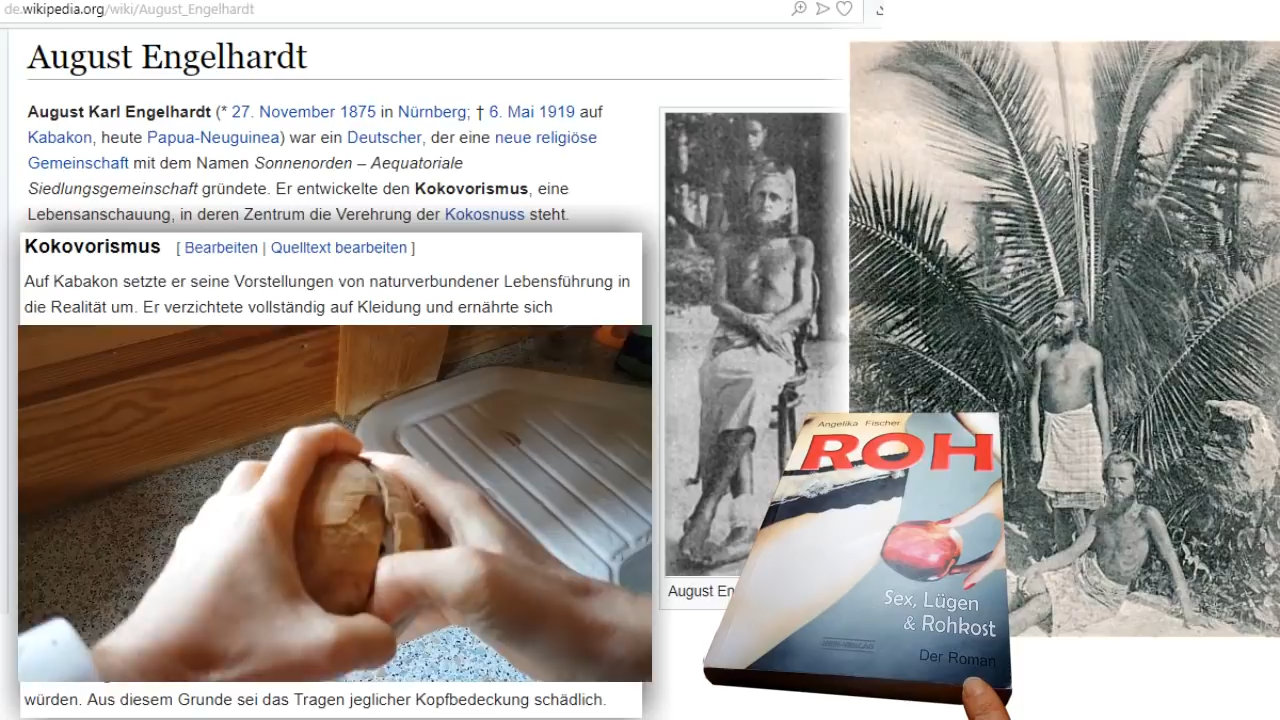 de.wikipedia.org/wiki/August_Engelhardt
August Engelhardt
August Karl Engelhardt (* 27. November 1875 in Nürnberg; † 6. Mai 1919 auf
Kabakon, heute Papua-Neuguinea) war ein Deutscher, der eine neue religiöse
Gemeinschaft mit dem Namen Sonnenorden – Aequatoriale
Siedlungsgemeinschaft gründete. Er entwickelte den Kokovorismus, eine
Lebensanschauung, in deren Zentrum die Verehrung der Kokosnuss steht.
Kokovorismus [ Bearbeiten | Quelltext bearbeiten ]
Auf Kabakon setzte er seine Vorstellungen von naturverbundener Lebensführung in
die Realität um. Er verzichtete vollständig auf Kleidung und ernährte sich
würden. Aus diesem Grunde sei das Tragen jeglicher Kopfbedeckung schädlich.
August En
Angelika Fischer
ROH
Sex, Lügen
& Rohkost
Der Roman